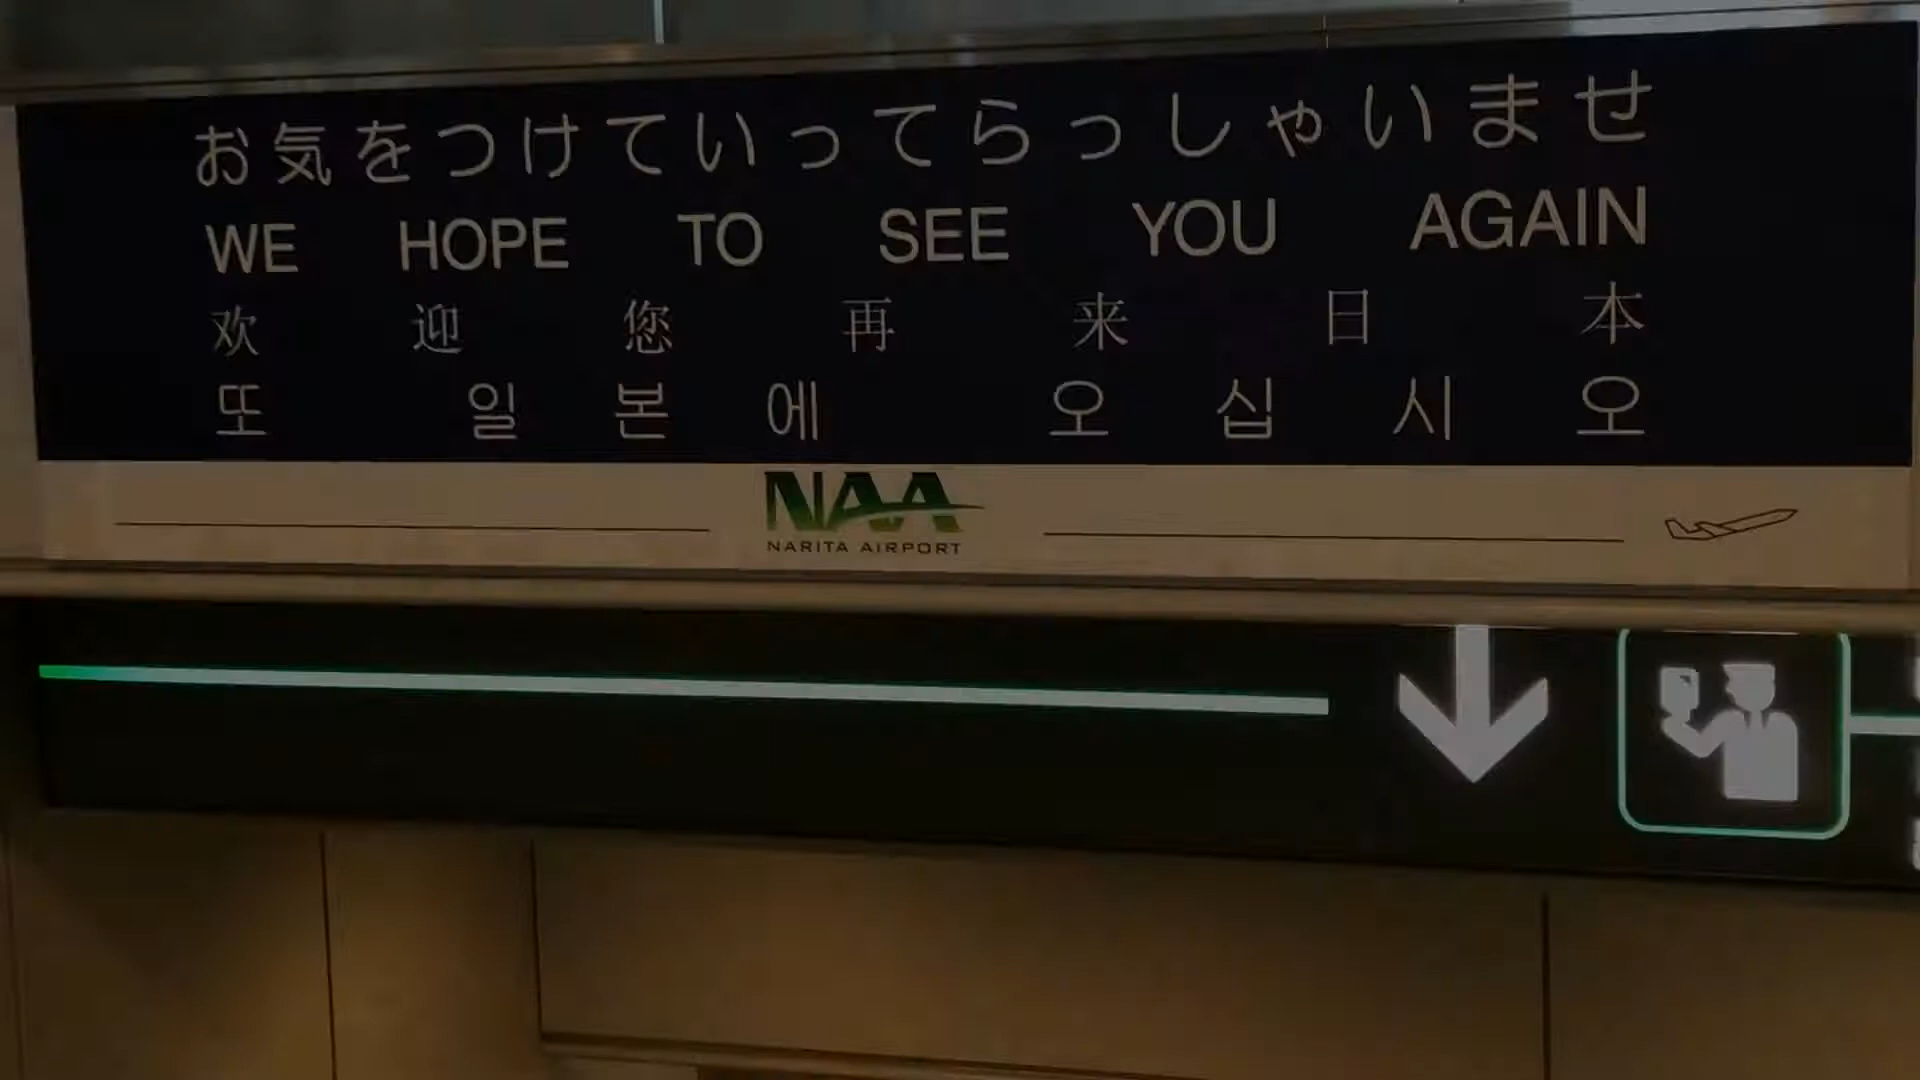 お気をつけていってらっしゃいませ
WE HOPE TO SEE YOU AGAIN
欢迎您再来日本
또 일본에 오십시오
NAA
NARITA AIRPORT